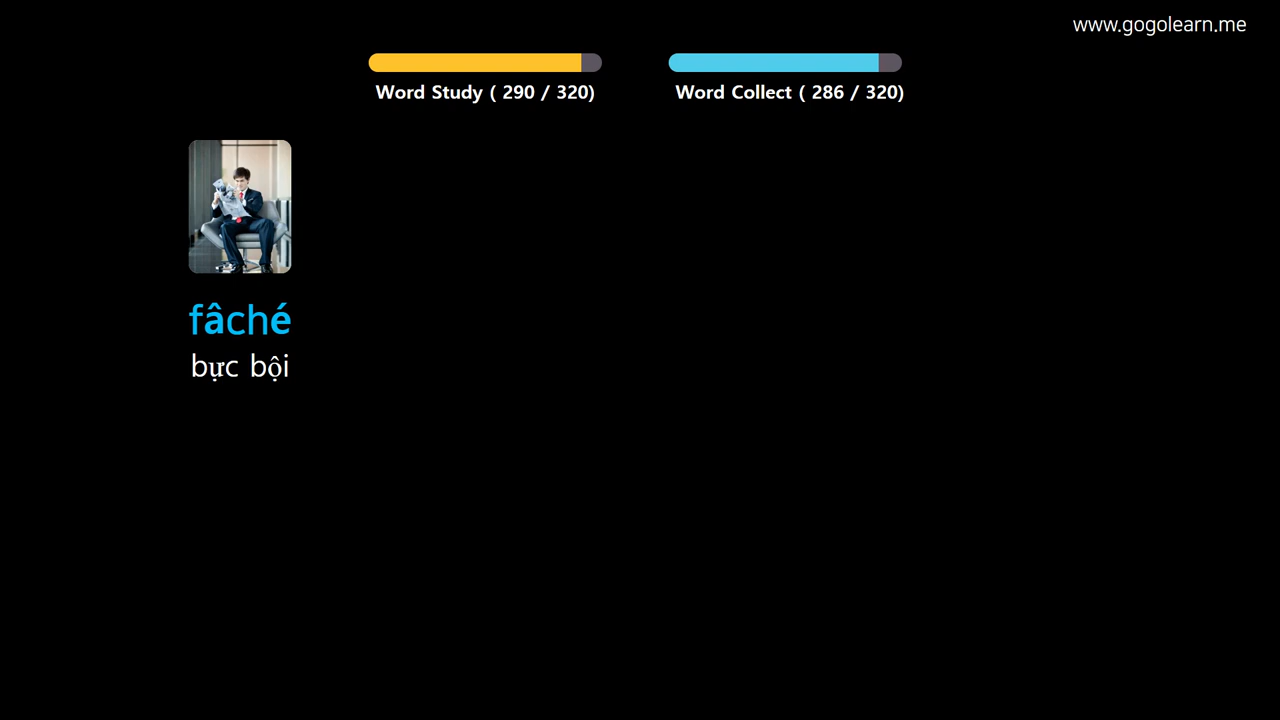 www.gogolearn.me
Word Study ( 290 / 320)
Word Collect ( 286 / 320)
fâché
bực bội